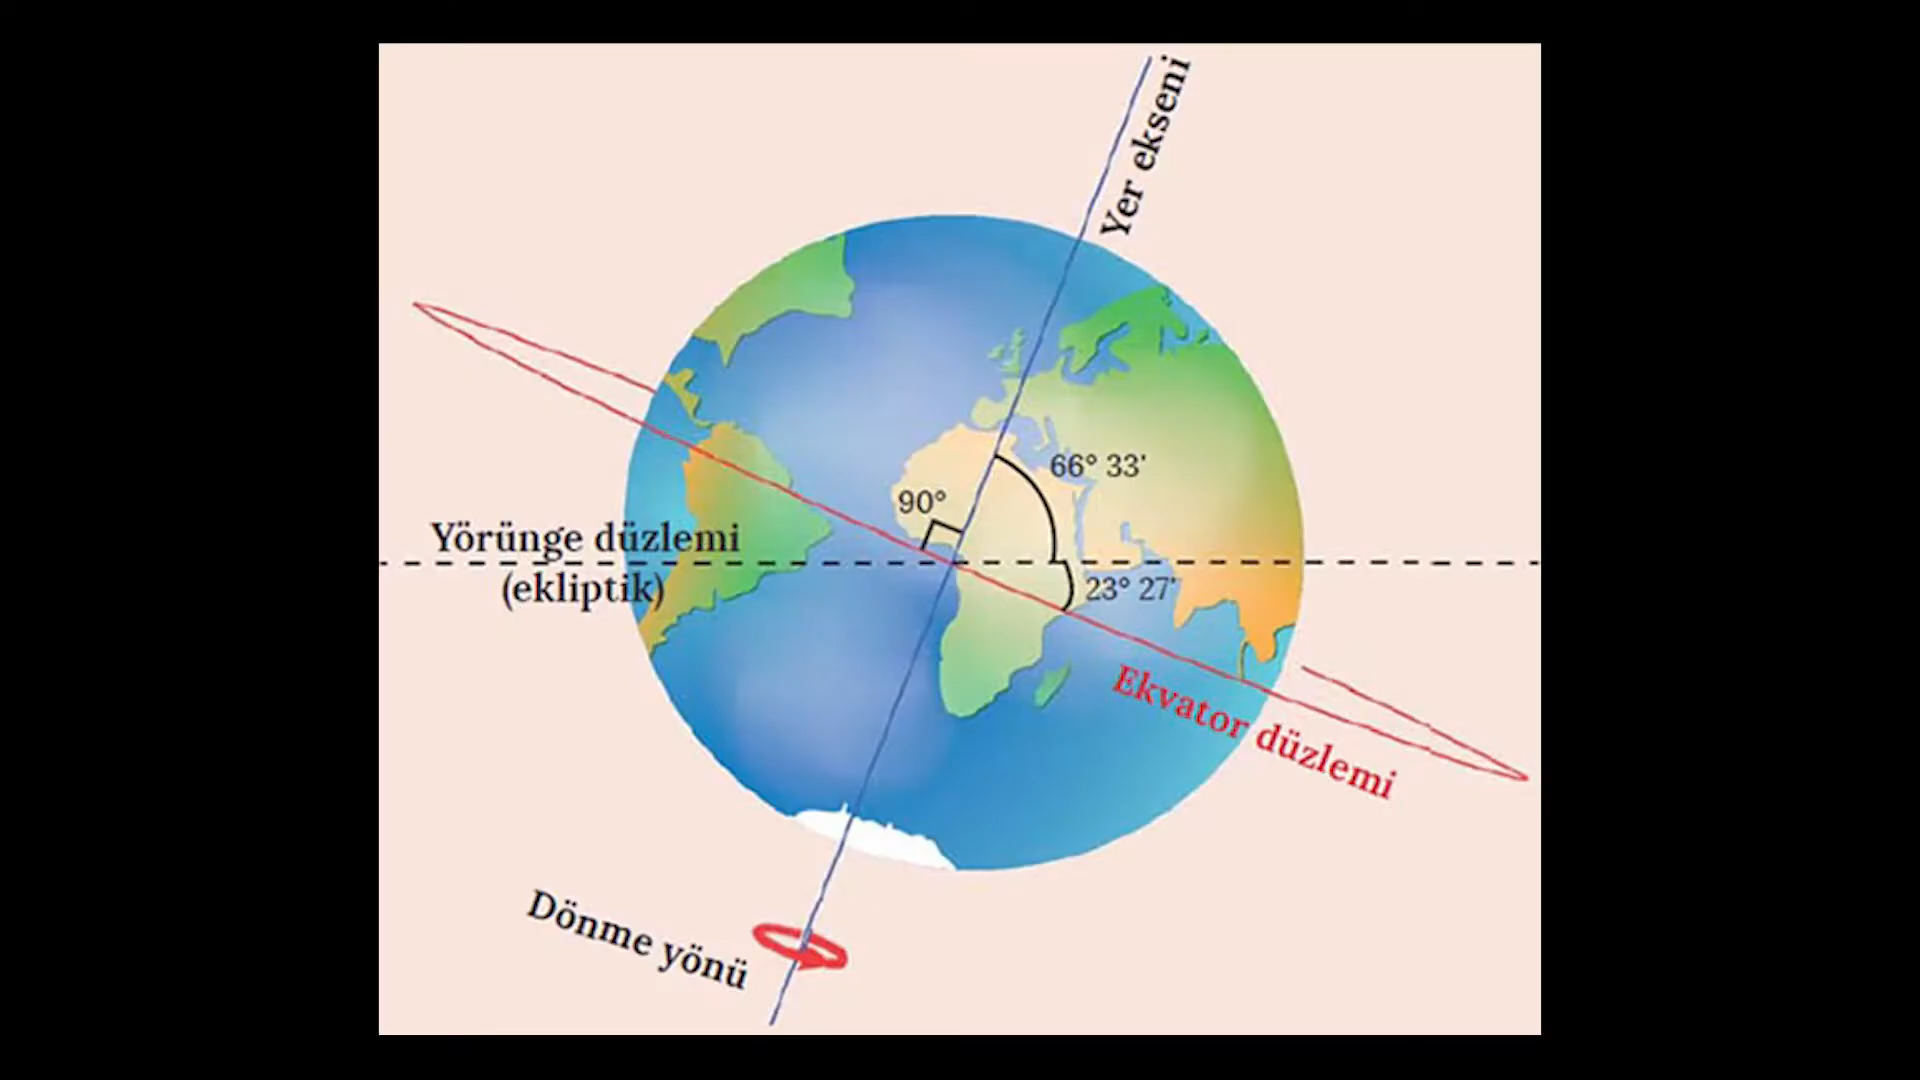 Yer ekseni
66° 33'
90°
Yörünge düzlemi
(ekliptik)
23° 27'
Ekvator düzlemi
Dönme yönü